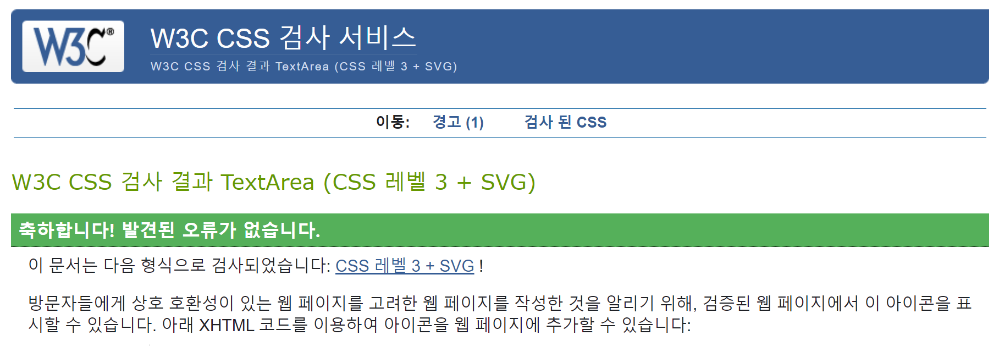 W3C®
W3C CSS 검사 서비스
W3C CSS 검사 결과 TextArea (CSS 레벨 3 + SVG)
이동: 경고 (1) 검사 된 CSS
W3C CSS 검사 결과 TextArea (CSS 레벨 3 + SVG)
축하합니다! 발견된 오류가 없습니다.
이 문서는 다음 형식으로 검사되었습니다: CSS 레벨 3 + SVG !
방문자들에게 상호 호환성이 있는 웹 페이지를 고려한 웹 페이지를 작성한 것을 알리기 위해, 검증된 웹 페이지에서 이 아이콘을 표
시할 수 있습니다. 아래 XHTML 코드를 이용하여 아이콘을 웹 페이지에 추가할 수 있습니다: